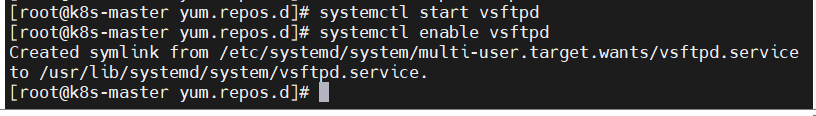 [root@k8s-master yum.repos.d]# systemctl start vsftpd
[root@k8s-master yum.repos.d]# systemctl enable vsftpd
Created symlink from /etc/systemd/system/multi-user.target.wants/vsftpd.service
to /usr/lib/systemd/system/vsftpd.service.
[root@k8s-master yum.repos.d]#